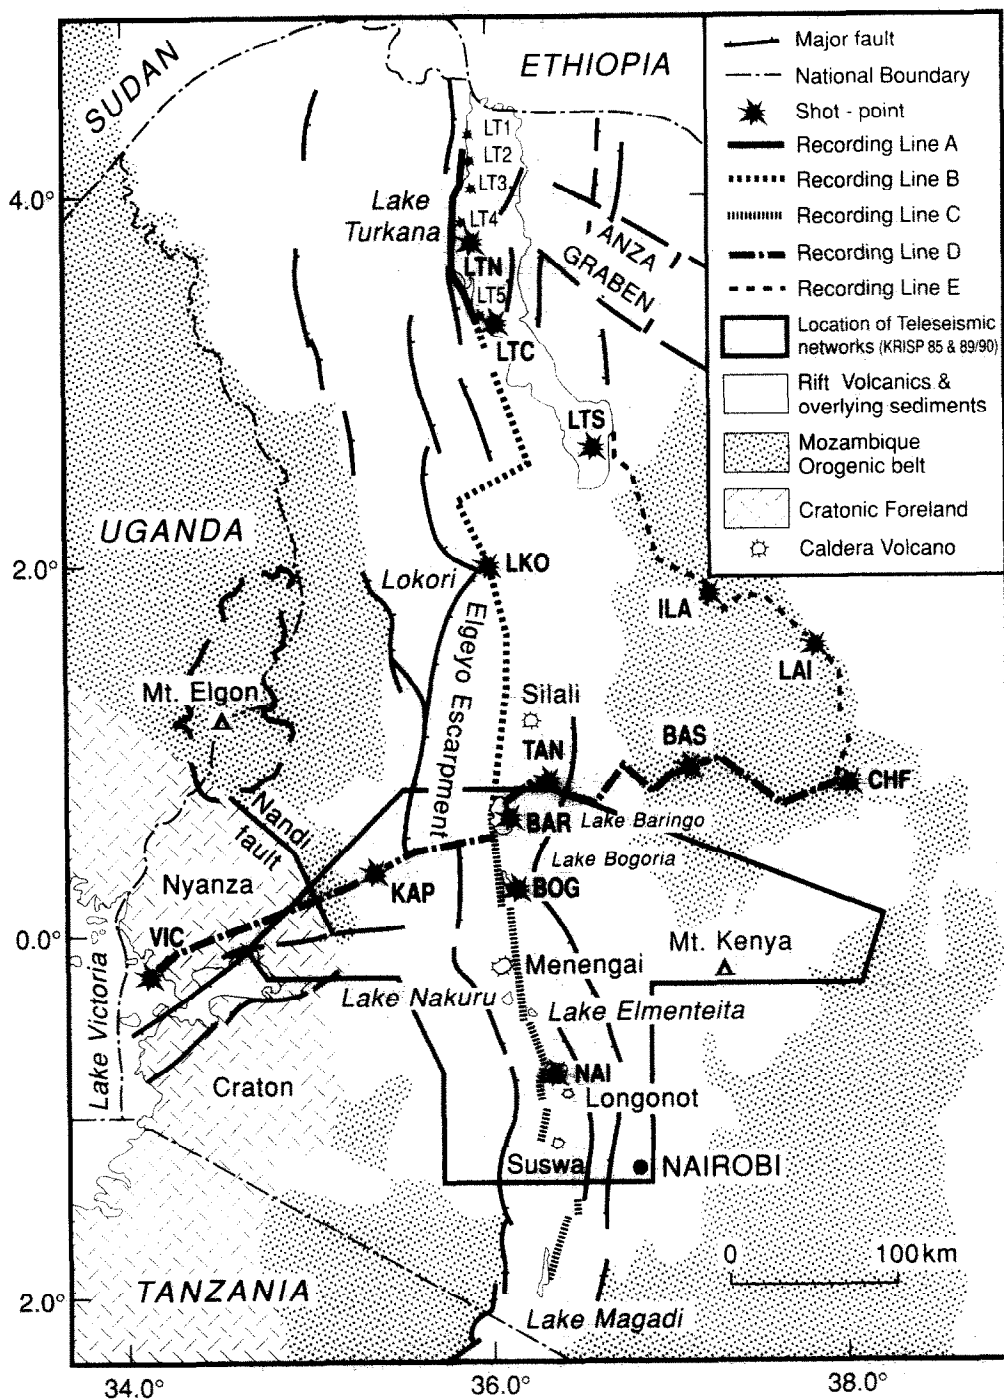 SUDAN
ETHIOPIA
UGANDA
TANZANIA
4.0°
2.0°
0.0°
2.0°
34.0°
36.0°
38.0°
LT1
LT2
LT3
LT4
LTN
LT5
LTC
LTS
Lake
Turkana
ANZA
GRABEN
LKO
Lokori
Elgeyo Escarpment
ILA
LAI
Mt. Elgon
Silali
TAN
BAS
CHF
BAR
Lake Baringo
Nandi
fault
Lake Bogoria
BOG
Nyanza
KAP
VIC
Mt. Kenya
Menengai
Lake Nakuru
Lake Elmenteita
Lake Victoria
Craton
NAI
Longonot
Suswa
NAIROBI
0 100 km
Lake Magadi
Major fault
National Boundary
Shot - point
Recording Line A
Recording Line B
Recording Line C
Recording Line D
Recording Line E
Location of Teleseismic
networks (KRISP 85 & 89/90)
Rift Volcanics &
overlying sediments
Mozambique
Orogenic belt
Cratonic Foreland
Caldera Volcano